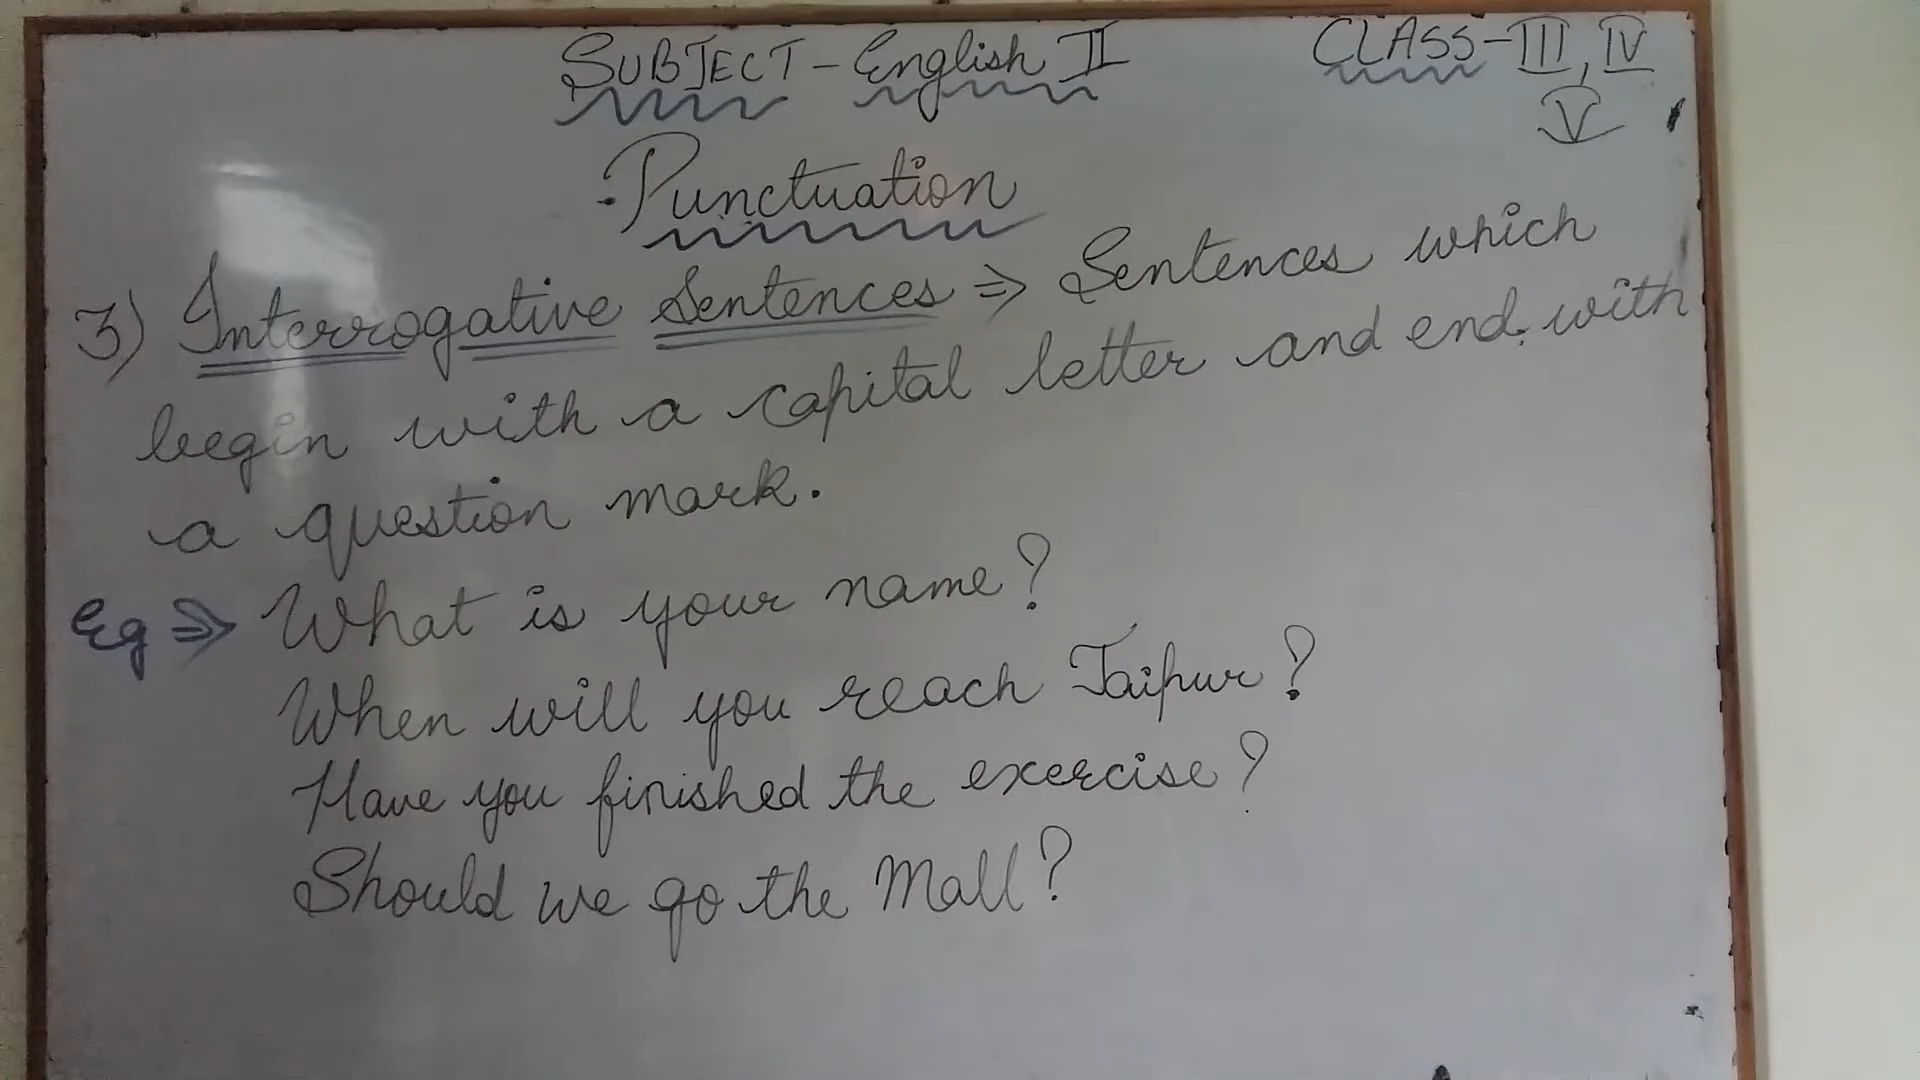 SUBJECT - English II
CLASS - III, IV
V
Punctuation
3) Interrogative Sentences ⇒ Sentences which
begin with a capital letter and end with
a question mark.
Eg ⇒ What is your name?
When will you reach Jaipur?
Have you finished the exercise?
Should we go the Mall?